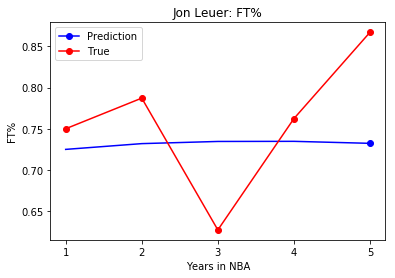 Jon Leuer: FT%
Prediction
True
0.85
0.80
0.75
0.70
0.65
FT%
1 2 3 4 5
Years in NBA